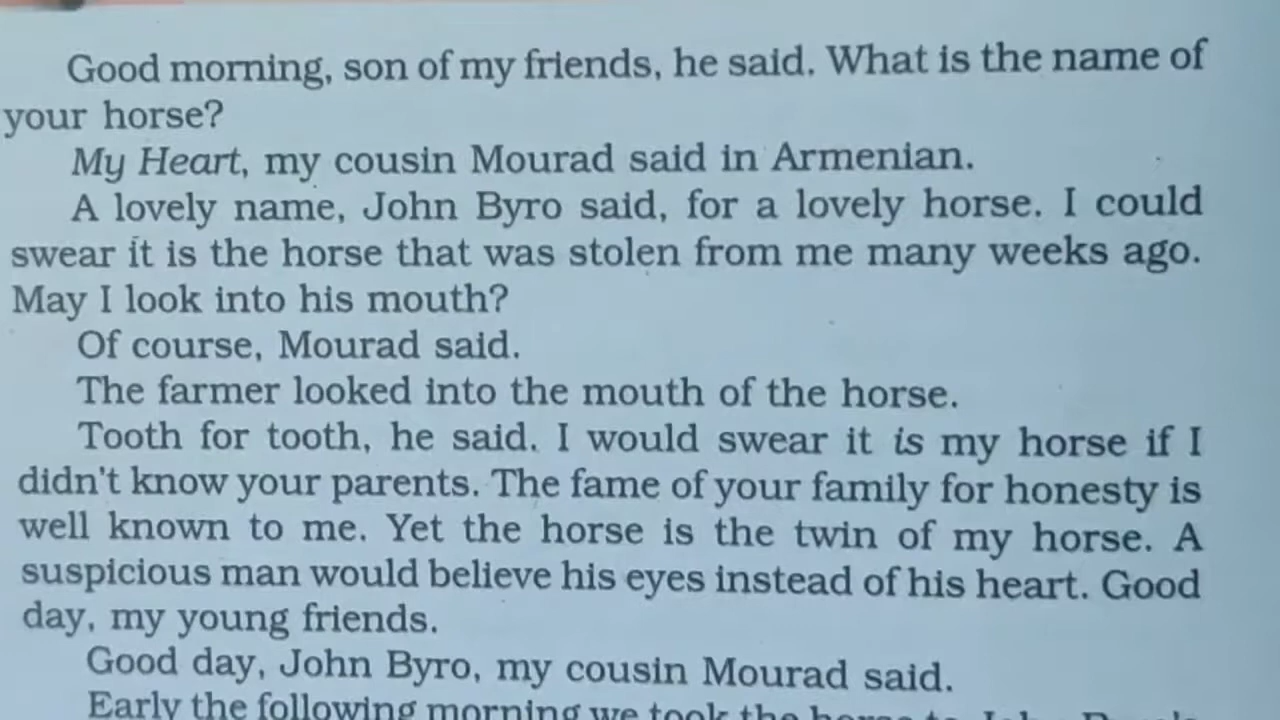 Good morning, son of my friends, he said. What is the name of
your horse?
My Heart, my cousin Mourad said in Armenian.
A lovely name, John Byro said, for a lovely horse. I could
swear it is the horse that was stolen from me many weeks ago.
May I look into his mouth?
Of course, Mourad said.
The farmer looked into the mouth of the horse.
Tooth for tooth, he said. I would swear it is my horse if I
didn't know your parents. The fame of your family for honesty is
well known to me. Yet the horse is the twin of my horse. A
suspicious man would believe his eyes instead of his heart. Good
day, my young friends.
Good day, John Byro, my cousin Mourad said.
Early the following morning we took the horse to John